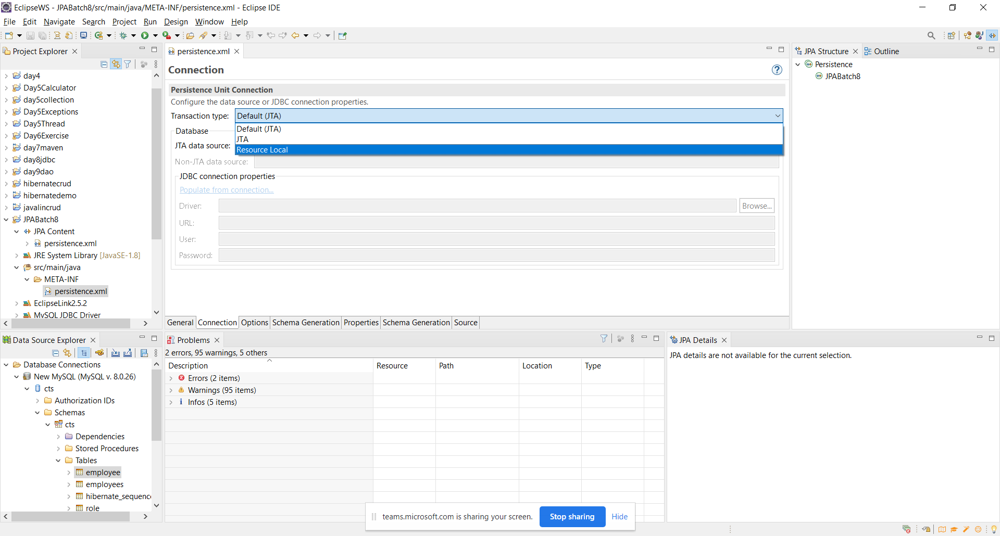 EclipseWS - JPABatch8/src/main/java/META-INF/persistence.xml - Eclipse IDE
File Edit Navigate Search Project Run Design Window Help
Project Explorer
day4
Day5Calculator
day5collection
Day5Exceptions
Day5Thread
Day6Exercise
day7maven
day8jdbc
day9dao
hibernatecrud
hibernatedemo
javalincrud
JPABatch8
JPA Content
persistence.xml
JRE System Library [JavaSE-1.8]
src/main/java
META-INF
persistence.xml
EclipseLink2.5.2
MySQL JDBC Driver
persistence.xml
Connection
Persistence Unit Connection
Configure the data source or JDBC connection properties.
Transaction type: Default (JTA)
Default (JTA)
JTA
Resource Local
Database
JTA data source:
Non-JTA data source:
JDBC connection properties
Populate from connection...
Driver: Browse...
URL:
User:
Password:
General Connection Options Schema Generation Properties Schema Generation Source
JPA Structure Outline
Persistence
JPABatch8
Data Source Explorer
Database Connections
New MySQL (MySQL v. 8.0.26)
cts
Authorization IDs
Schemas
cts
Dependencies
Stored Procedures
Tables
employee
employees
hibernate_sequenc
role
Problems
2 errors, 95 warnings, 5 others
Description Resource Path Location Type
Errors (2 items)
Warnings (95 items)
Infos (5 items)
JPA Details
JPA details are not available for the current selection.
teams.microsoft.com is sharing your screen. Stop sharing Hide